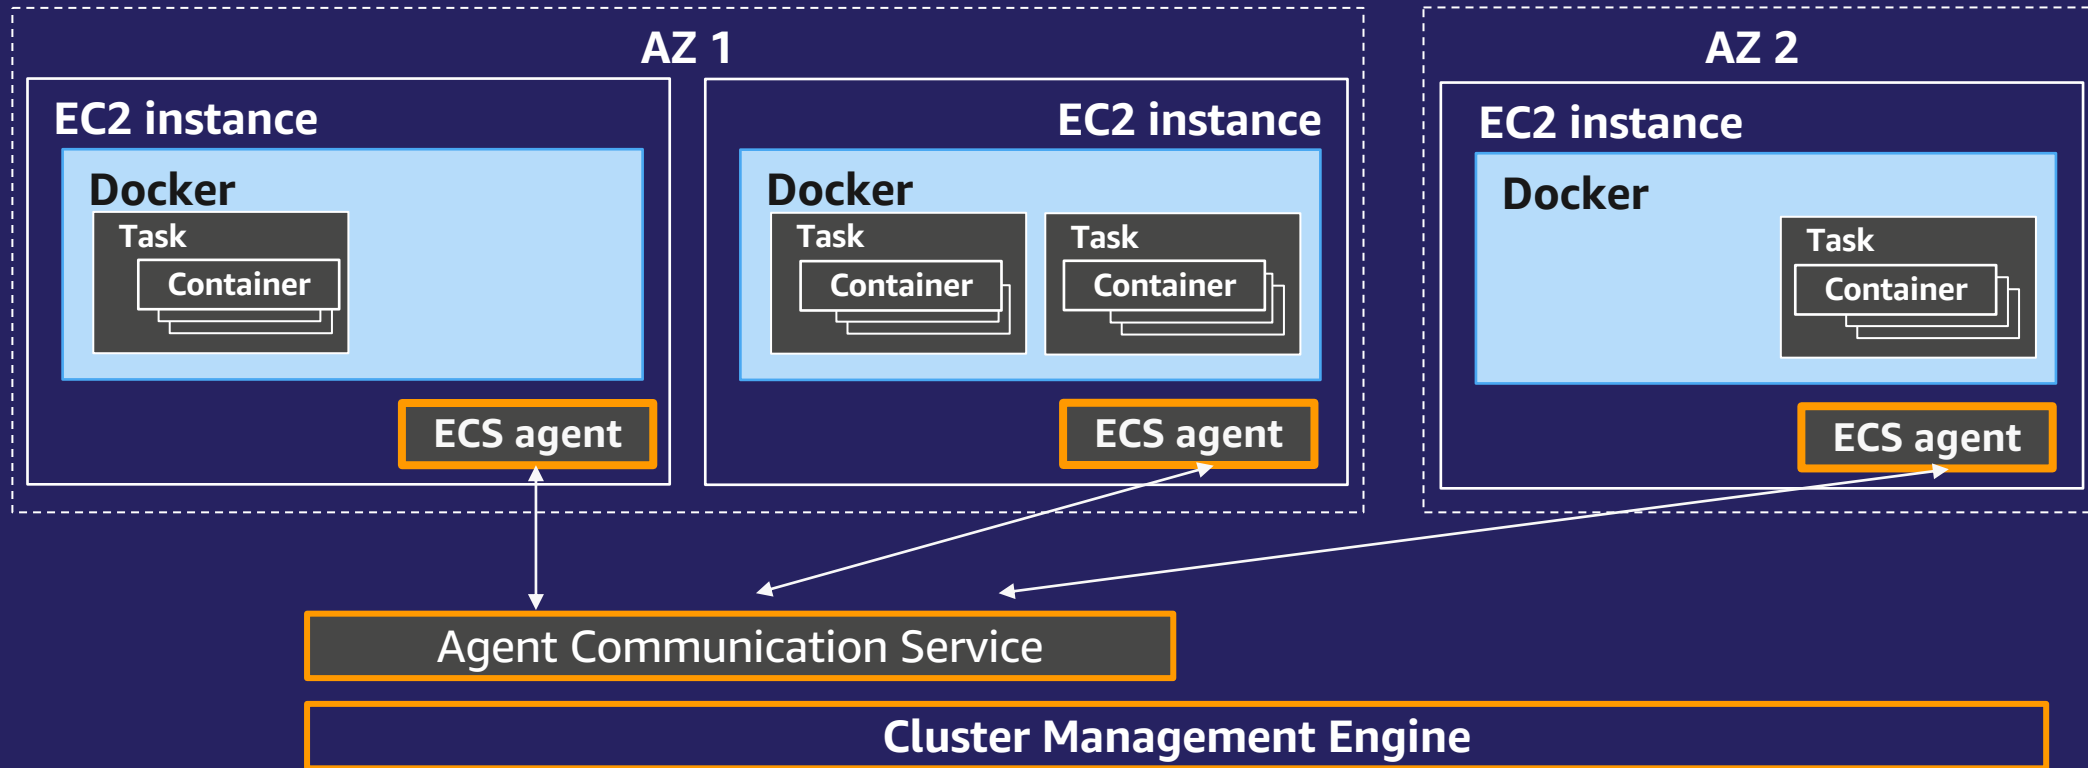 AZ 1
EC2 instance
Docker
Task
Container
ECS agent
EC2 instance
Docker
Task
Container
Task
Container
ECS agent
AZ 2
EC2 instance
Docker
Task
Container
ECS agent
Agent Communication Service
Cluster Management Engine